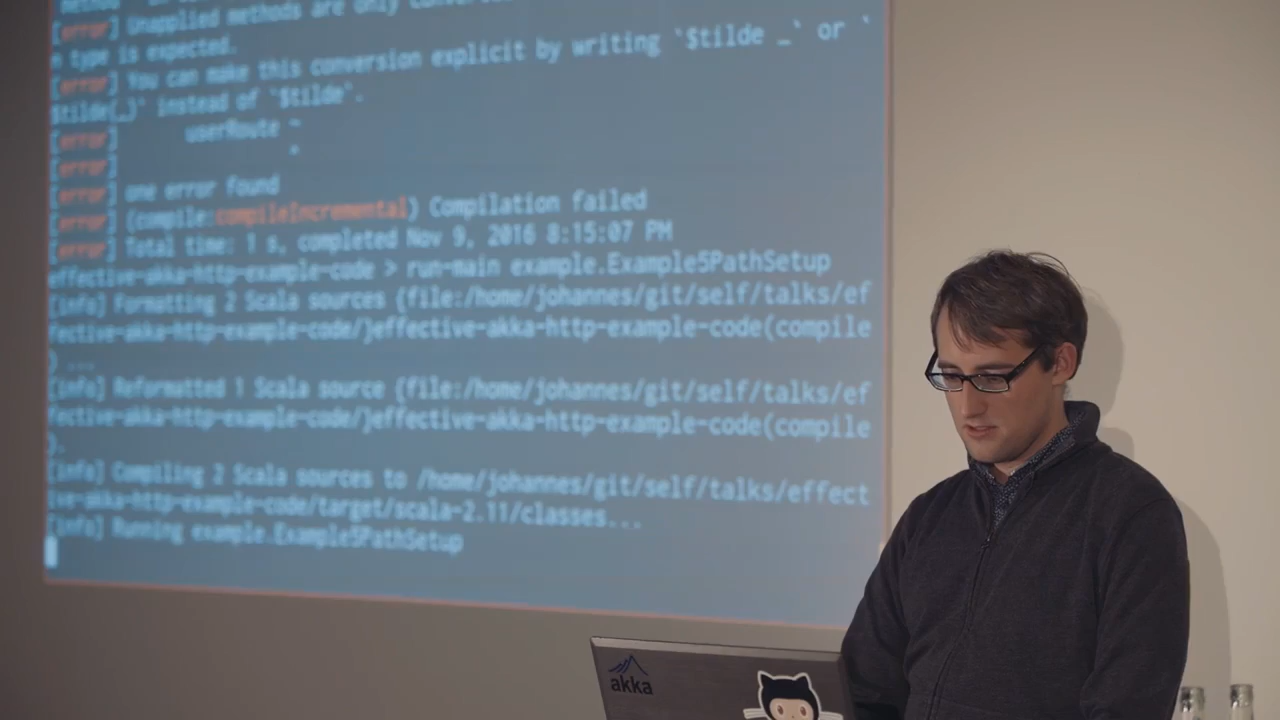 [error] Unapplied methods are only conver
n type is expected.
[error] You can make this conversion explicit by writing `$tilde _` or `
$tilde(_)` instead of `$tilde`.
[error] userRoute ~
[error] ^
[error] one error found
[error] (compile:compileIncremental) Compilation failed
[error] Total time: 1 s, completed Nov 9, 2016 8:15:07 PM
effective-akka-http-example-code > run-main example.Example5PathSetup
[info] Formatting 2 Scala sources {file:/home/johannes/git/self/talks/ef
fective-akka-http-example-code/}effective-akka-http-example-code(compile
) ...
[info] Reformatted 1 Scala source {file:/home/johannes/git/self/talks/ef
fective-akka-http-example-code/}effective-akka-http-example-code(compile
).
[info] Compiling 2 Scala sources to /home/johannes/git/self/talks/effect
ive-akka-http-example-code/target/scala-2.11/classes...
[info] Running example.Example5PathSetup
akka